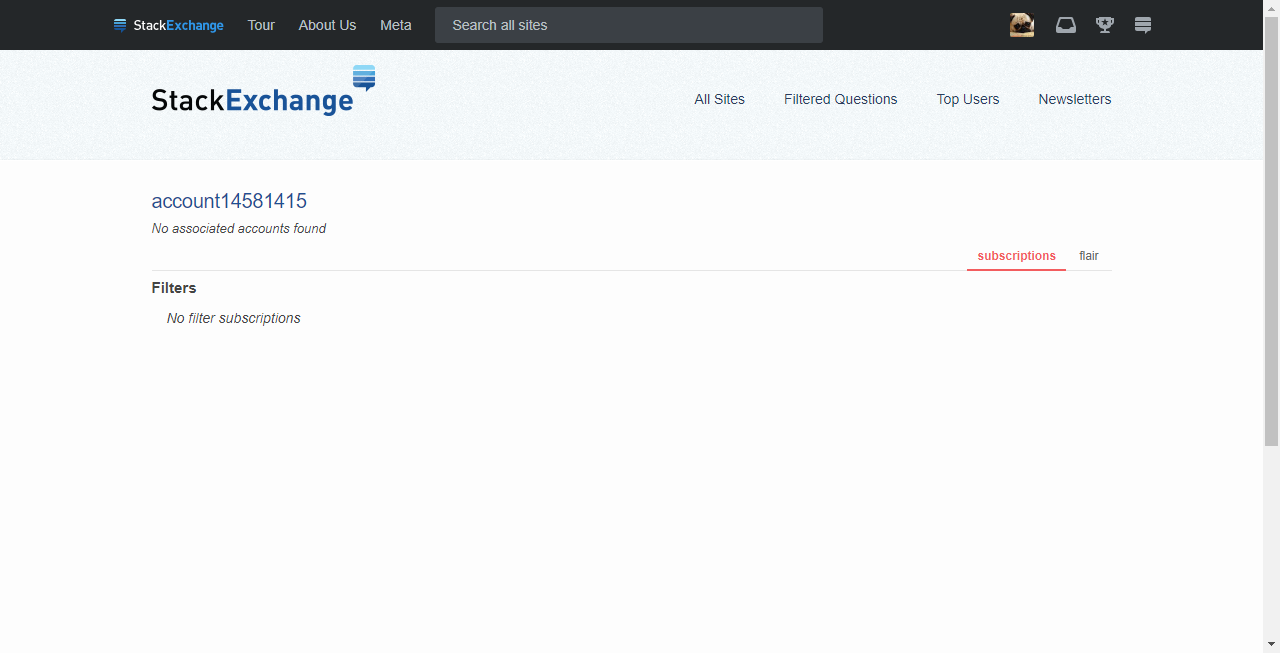 StackExchange Tour About Us Meta Search all sites
StackExchange All Sites Filtered Questions Top Users Newsletters
account14581415
No associated accounts found
subscriptions flair
Filters
No filter subscriptions